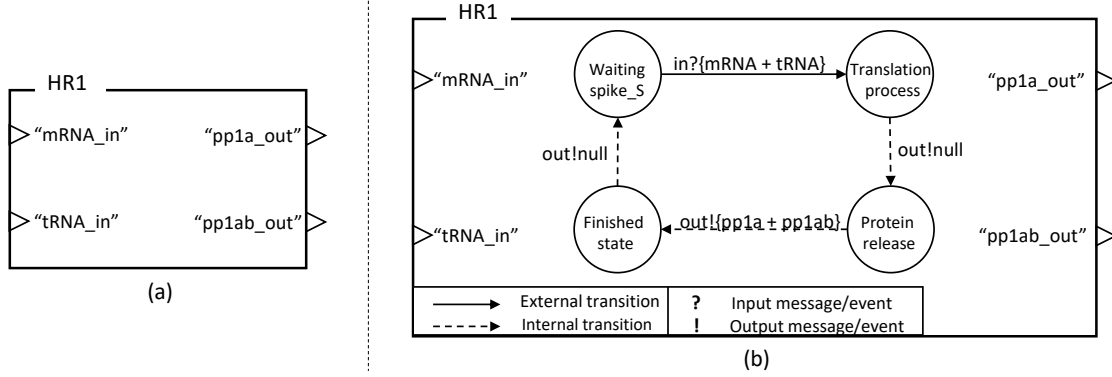 HR1
“mRNA_in”
“pp1a_out”
“tRNA_in”
“pp1ab_out”
(a)
HR1
“mRNA_in”
Waiting
spike_S
in?{mRNA + tRNA}
Translation
process
“pp1a_out”
out!null
out!null
“tRNA_in”
Finished
state
out!{pp1a + pp1ab}
Protein
release
“pp1ab_out”
External transition
? Input message/event
Internal transition
! Output message/event
(b)